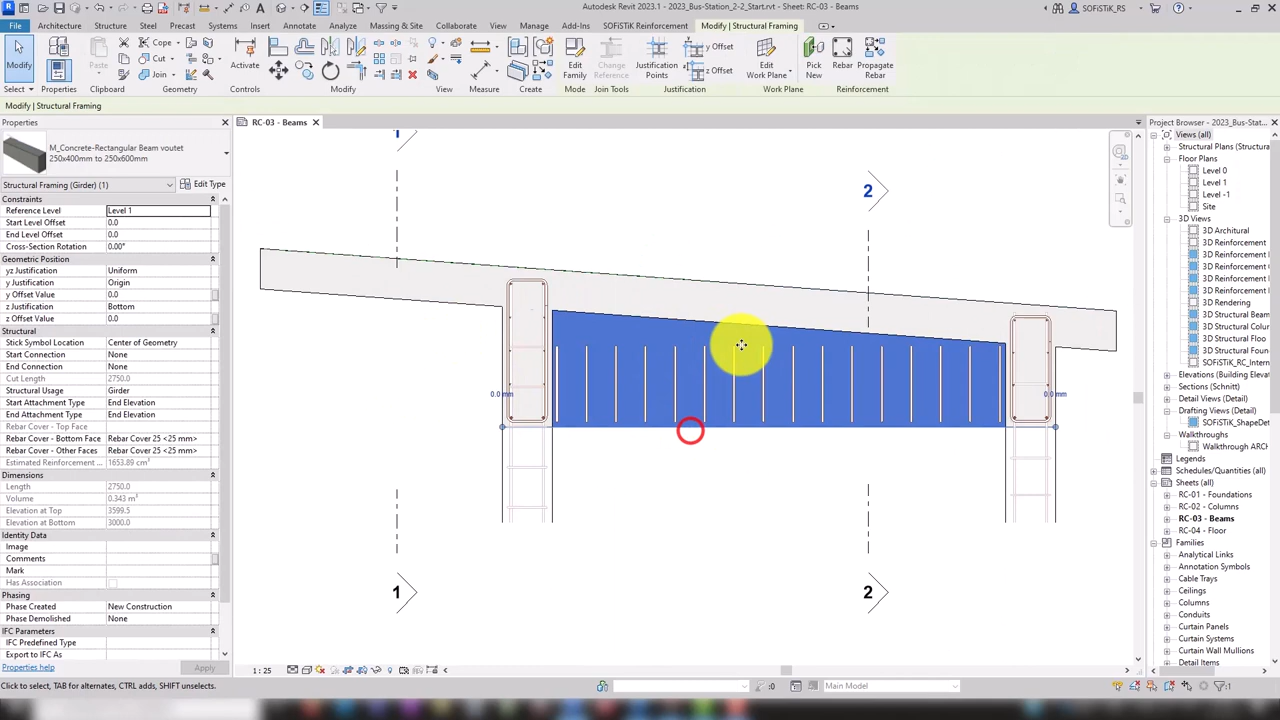 Autodesk Revit 2023.1 - 2023_Bus-Station_2-2_Start.rvt - Sheet: RC-03 - Beams
SOFiSTiK_RS
File Architecture Structure Steel Precast Systems Insert Annotate Analyze Massing & Site Collaborate View Manage Add-Ins SOFiSTiK Reinforcement Modify | Structural Framing
Modify Paste Cope Cut Join Activate Edit Family Change Reference Justification Points y Offset z Offset Edit Work Plane Pick New Rebar Propagate Rebar
Select Properties Clipboard Geometry Controls Modify View Measure Create Mode Join Tools Justification Work Plane Reinforcement
Modify | Structural Framing
Properties
M_Concrete-Rectangular Beam voutet
250x400mm to 250x600mm
Structural Framing (Girder) (1) Edit Type
Constraints
Reference Level Level 1
Start Level Offset 0.0
End Level Offset 0.0
Cross-Section Rotation 0.00°
Geometric Position
yz Justification Uniform
y Justification Origin
y Offset Value 0.0
z Justification Bottom
z Offset Value 0.0
Structural
Stick Symbol Location Center of Geometry
Start Connection None
End Connection None
Cut Length 2750.0
Structural Usage Girder
Start Attachment Type End Elevation
End Attachment Type End Elevation
Rebar Cover - Top Face
Rebar Cover - Bottom Face Rebar Cover 25 <25 mm>
Rebar Cover - Other Faces Rebar Cover 25 <25 mm>
Estimated Reinforcement ... 1653.89 cm³
Dimensions
Length 2750.0
Volume 0.343 m³
Elevation at Top 3599.5
Elevation at Bottom 3000.0
Identity Data
Image
Comments
Mark
Has Association
Phasing
Phase Created New Construction
Phase Demolished None
IFC Parameters
IFC Predefined Type
Export to IFC As
Properties help Apply
RC-03 - Beams
1
2
0.0 mm 0.0 mm
1 2
1 : 25
Project Browser - 2023_Bus-Stati...
Views (all)
Structural Plans (Structura
Floor Plans
Level 0
Level 1
Level -1
Site
3D Views
3D Architural
3D Reinforcement
3D Reinforcement
3D Reinforcement
3D Reinforcement
3D Reinforcement
3D Rendering
3D Structural Beam
3D Structural Colu
3D Structural Floo
3D Structural Foun
SOFiSTiK_RC_Intern
Elevations (Building Elevat
Sections (Schnitt)
Detail Views (Detail)
Drafting Views (Detail)
SOFiSTiK_ShapeDet
Walkthroughs
Walkthrough ARCH
Legends
Schedules/Quantities (all)
Sheets (all)
RC-01 - Foundations
RC-02 - Columns
RC-03 - Beams
RC-04 - Floor
Families
Analytical Links
Annotation Symbols
Cable Trays
Ceilings
Columns
Conduits
Curtain Panels
Curtain Systems
Curtain Wall Mullions
Detail Items
Click to select, TAB for alternates, CTRL adds, SHIFT unselects. :0 Main Model :1